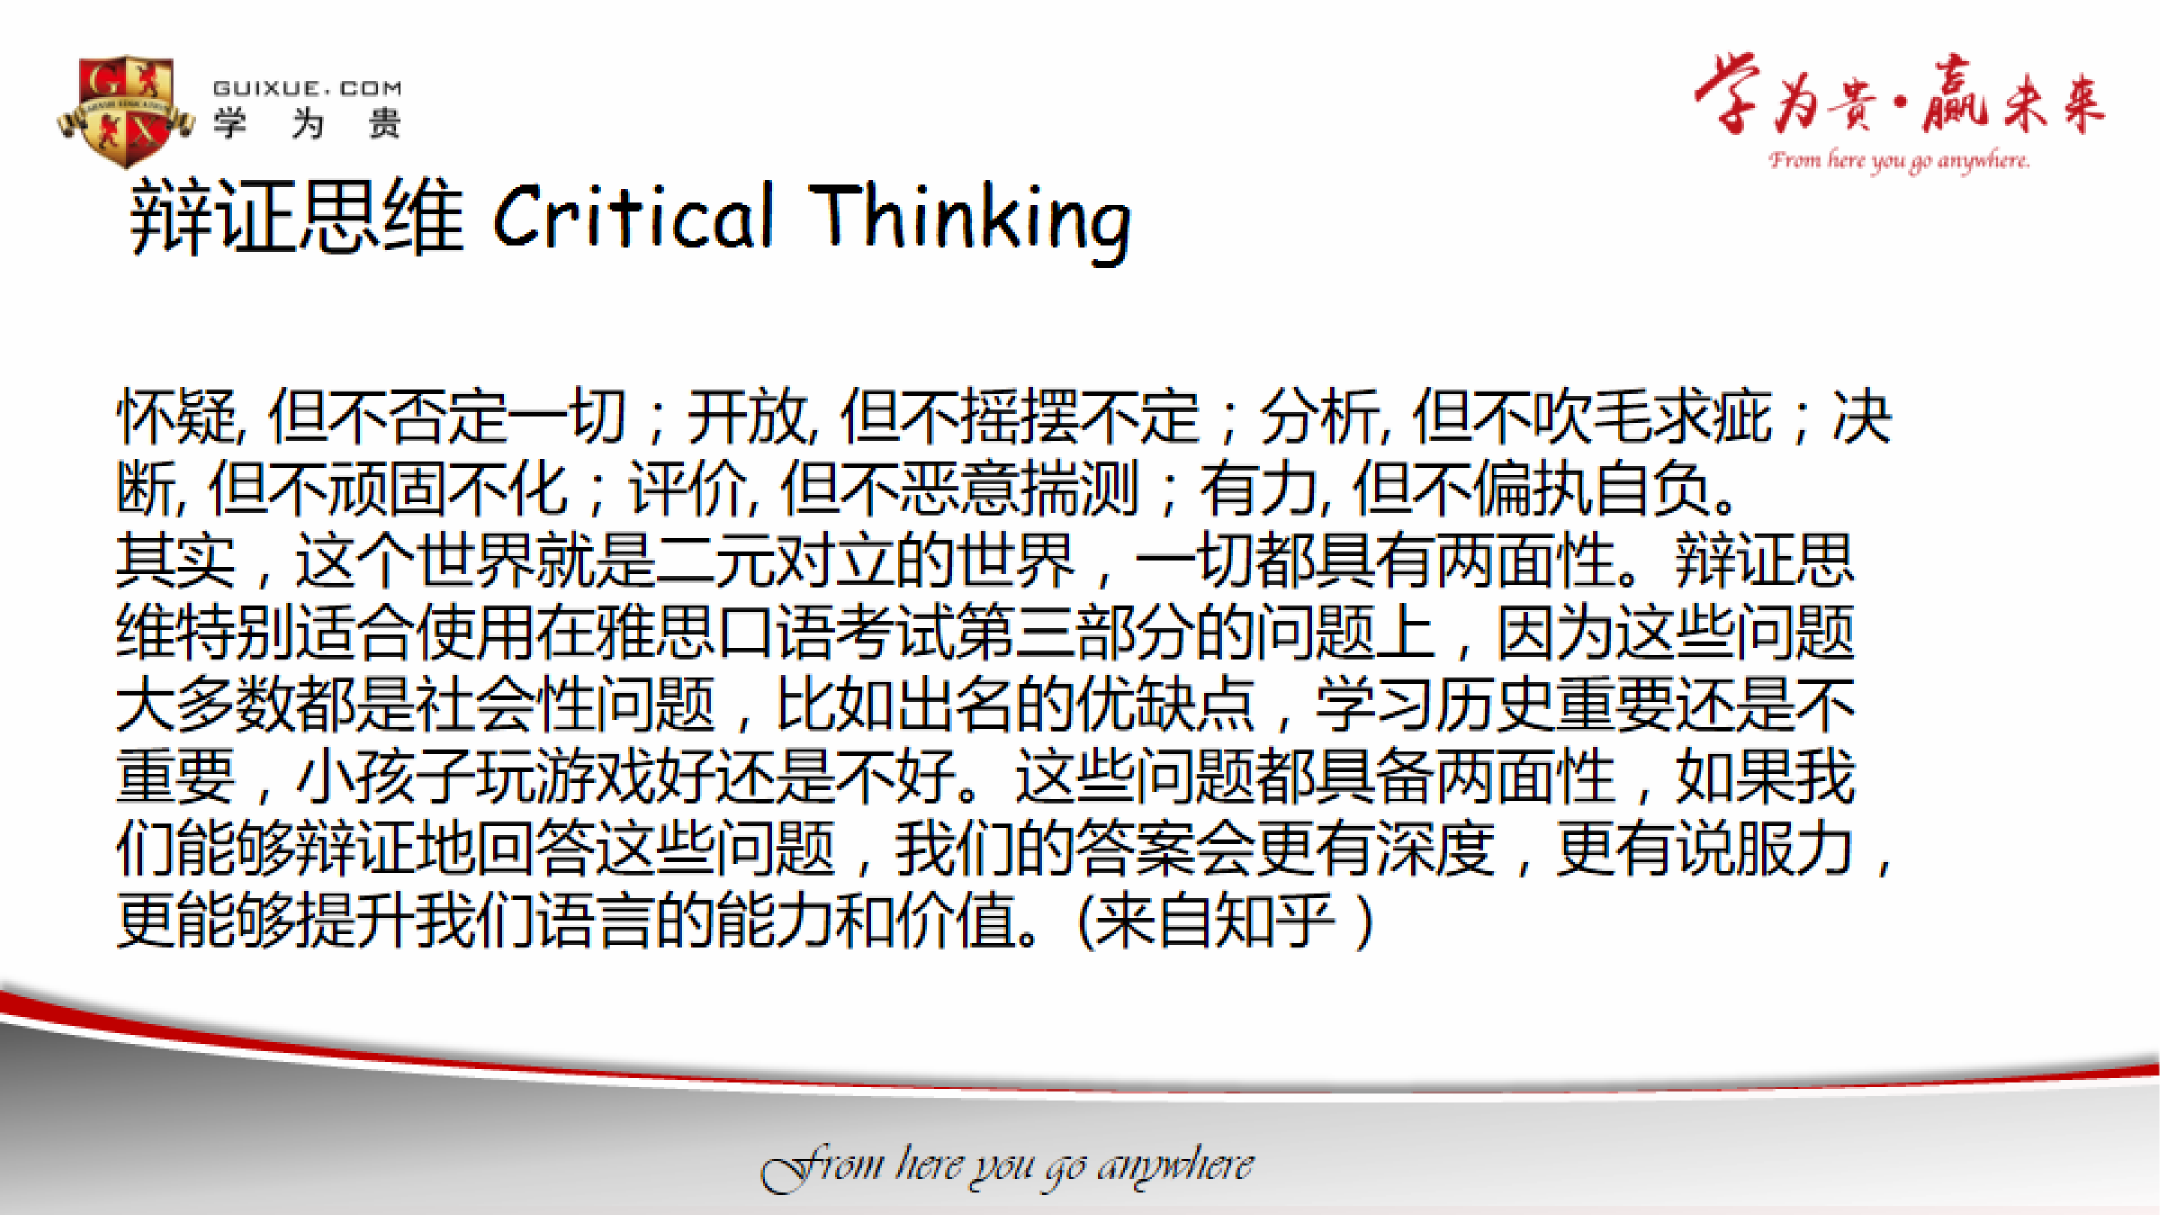 GUIXUE.COM
学为贵
学为贵·赢未来
From here you go anywhere.
辩证思维 Critical Thinking
怀疑, 但不否定一切；开放, 但不摇摆不定；分析, 但不吹毛求疵；决
断, 但不顽固不化；评价, 但不恶意揣测；有力, 但不偏执自负。
其实，这个世界就是二元对立的世界，一切都具有两面性。辩证思
维特别适合使用在雅思口语考试第三部分的问题上，因为这些问题
大多数都是社会性问题，比如出名的优缺点，学习历史重要还是不
重要，小孩子玩游戏好还是不好。这些问题都具备两面性，如果我
们能够辩证地回答这些问题，我们的答案会更有深度，更有说服力，
更能够提升我们语言的能力和价值。(来自知乎）
From here you go anywhere